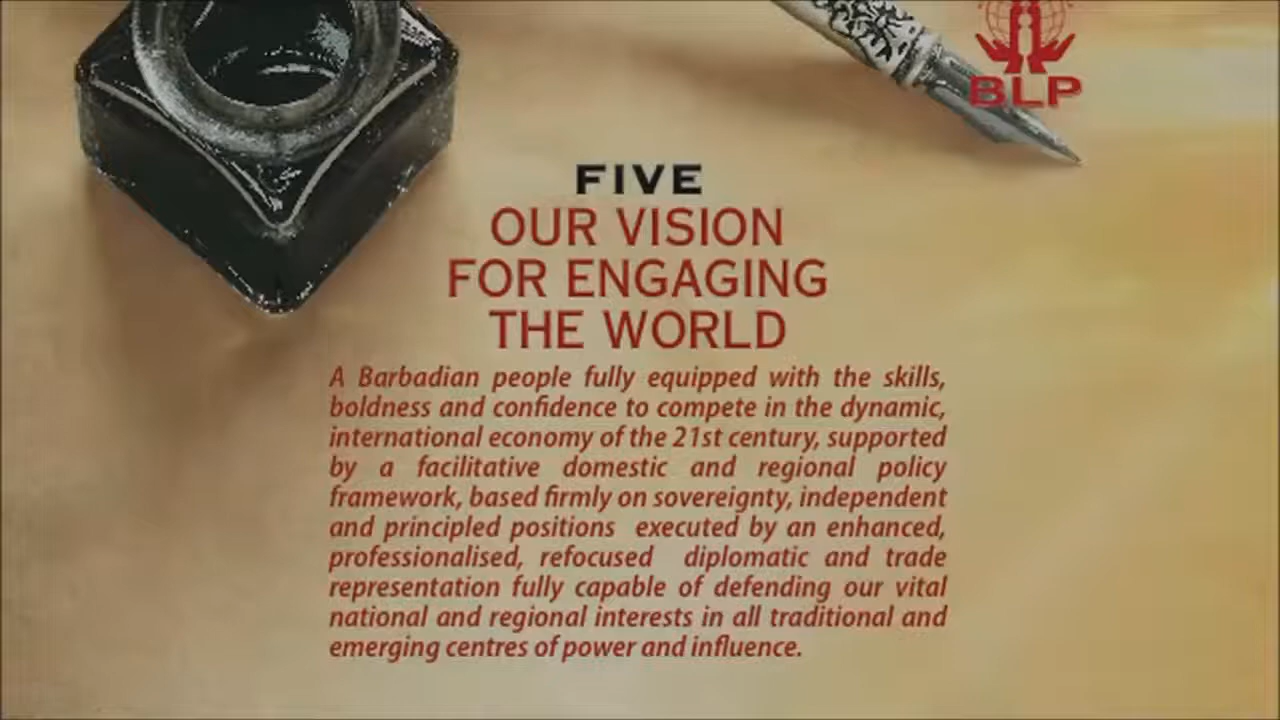 BLP
FIVE
OUR VISION
FOR ENGAGING
THE WORLD
A Barbadian people fully equipped with the skills,
boldness and confidence to compete in the dynamic,
international economy of the 21st century, supported
by a facilitative domestic and regional policy
framework, based firmly on sovereignty, independent
and principled positions executed by an enhanced,
professionalised, refocused diplomatic and trade
representation fully capable of defending our vital
national and regional interests in all traditional and
emerging centres of power and influence.